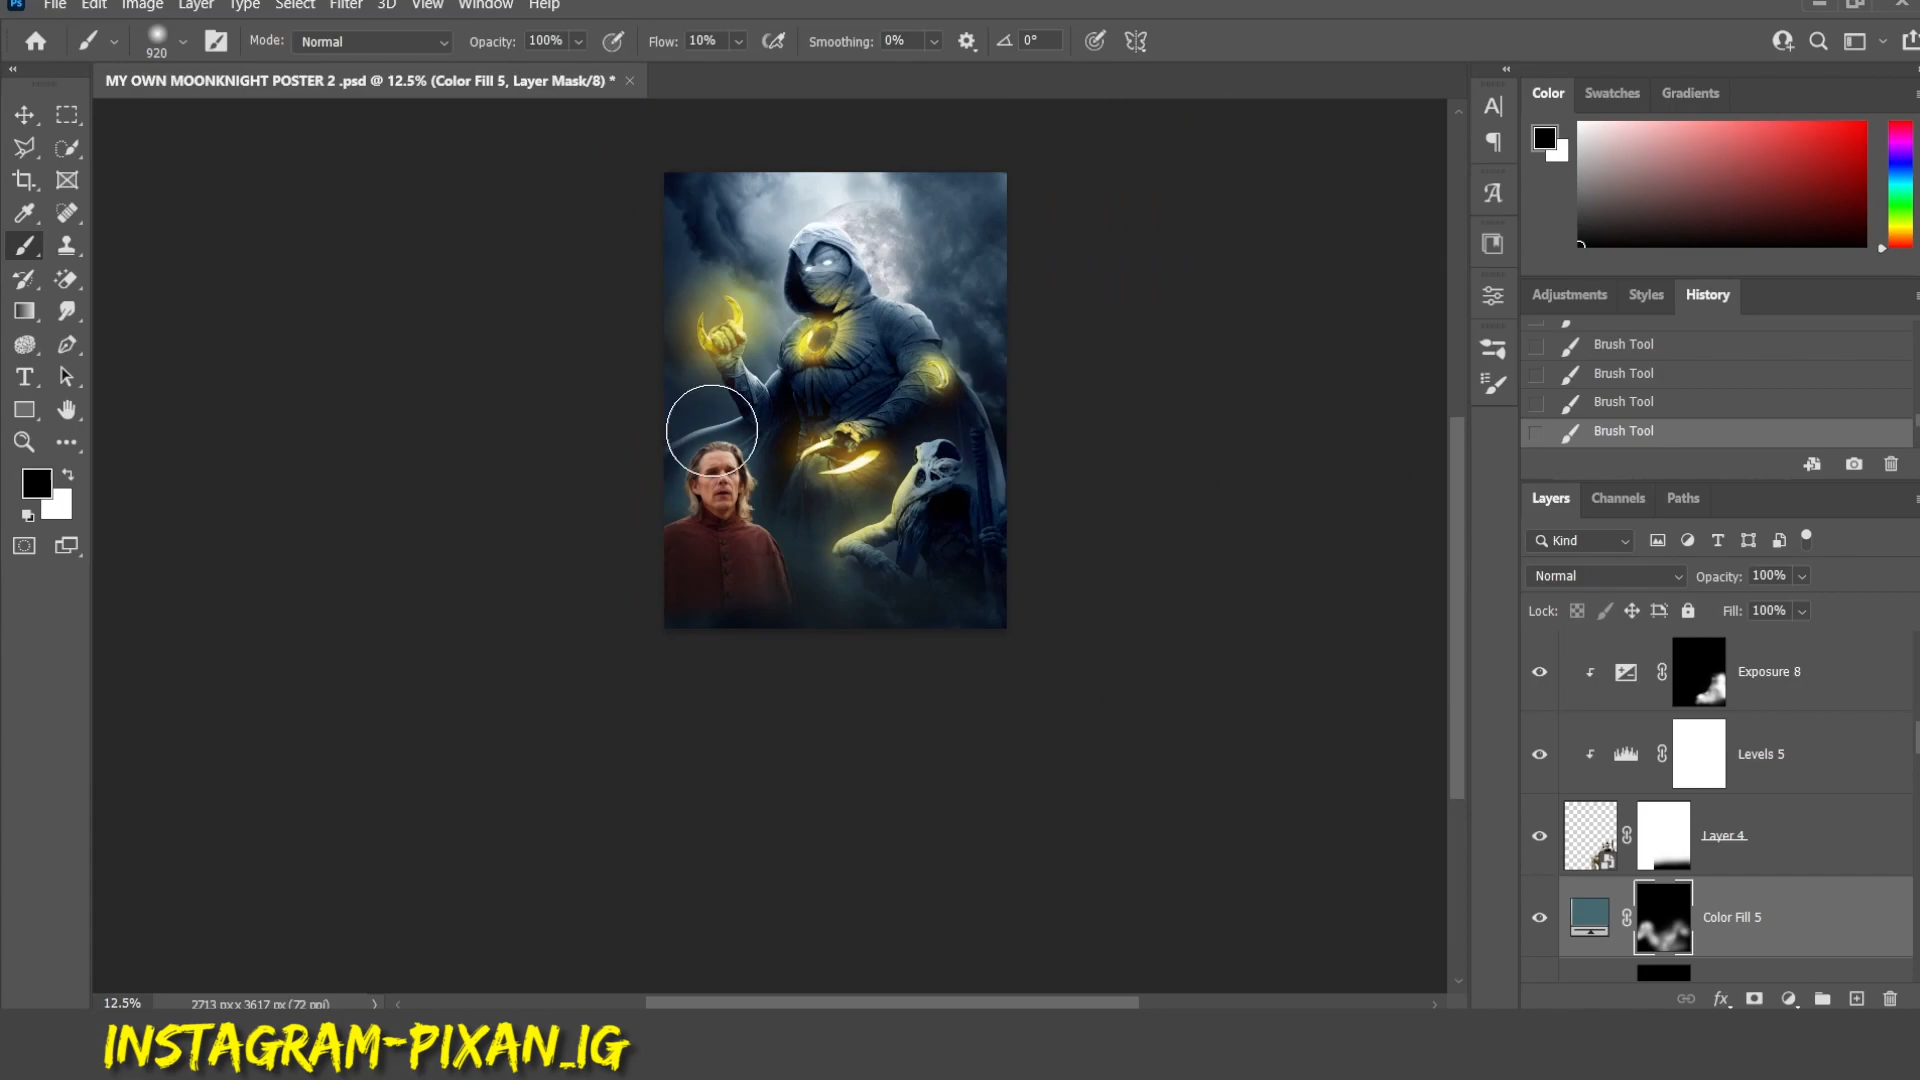 Ps File Edit Image Layer Type Select Filter 3D View Window Help
920 Mode: Normal Opacity: 100% Flow: 10% Smoothing: 0% 0°
MY OWN MOONKNIGHT POSTER 2 .psd @ 12.5% (Color Fill 5, Layer Mask/8) *
Color Swatches Gradients
Adjustments Styles History
Brush Tool
Brush Tool
Brush Tool
Brush Tool
Layers Channels Paths
Kind
Normal Opacity: 100%
Lock: Fill: 100%
Exposure 8
Levels 5
Layer 4
Color Fill 5
fx
12.5% 2713 px x 3617 px (72 ppi)
INSTAGRAM-PIXAN_IG